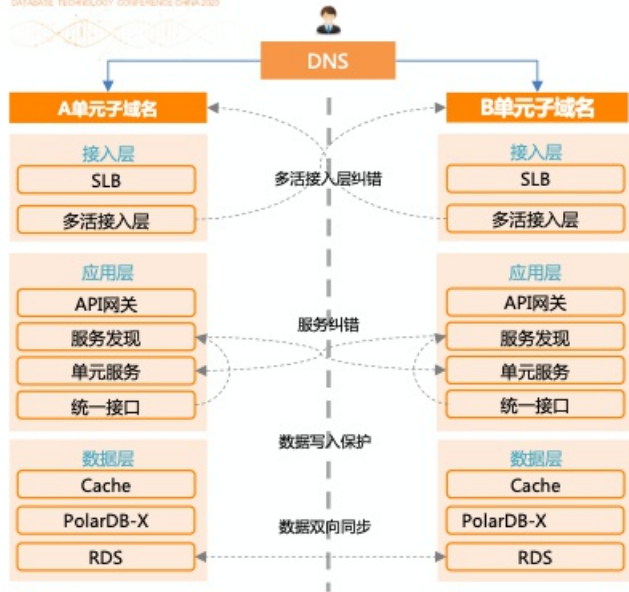 DATABASE TECHNOLOGY CONFERENCE CHINA 2023
DNS
A单元子域名
B单元子域名
接入层
SLB
多活接入层
多活接入层纠错
接入层
SLB
多活接入层
应用层
API网关
服务发现
单元服务
统一接口
服务纠错
应用层
API网关
服务发现
单元服务
统一接口
数据写入保护
数据层
Cache
PolarDB-X
RDS
数据双向同步
数据层
Cache
PolarDB-X
RDS